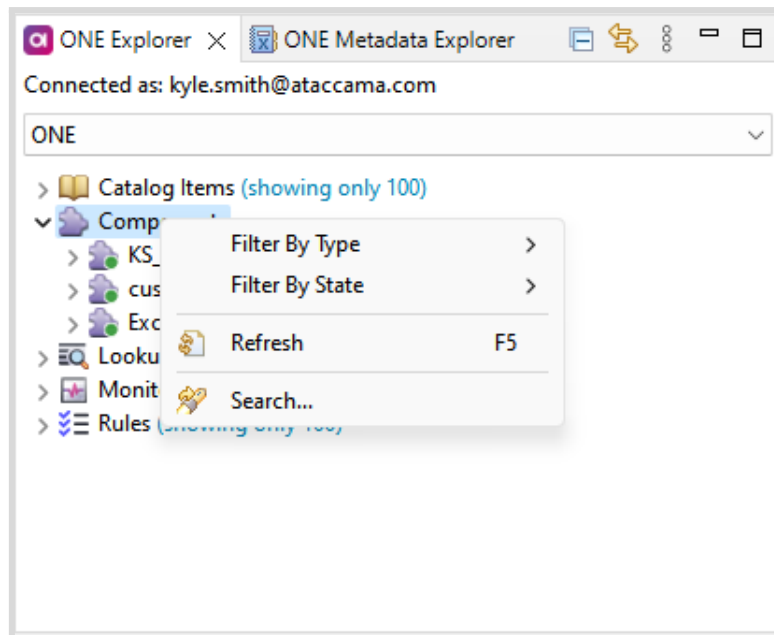 ONE Explorer ONE Metadata Explorer
Connected as: kyle.smith@ataccama.com
ONE
Catalog Items (showing only 100)
Filter By Type
Filter By State
Refresh F5
Search...
Rules